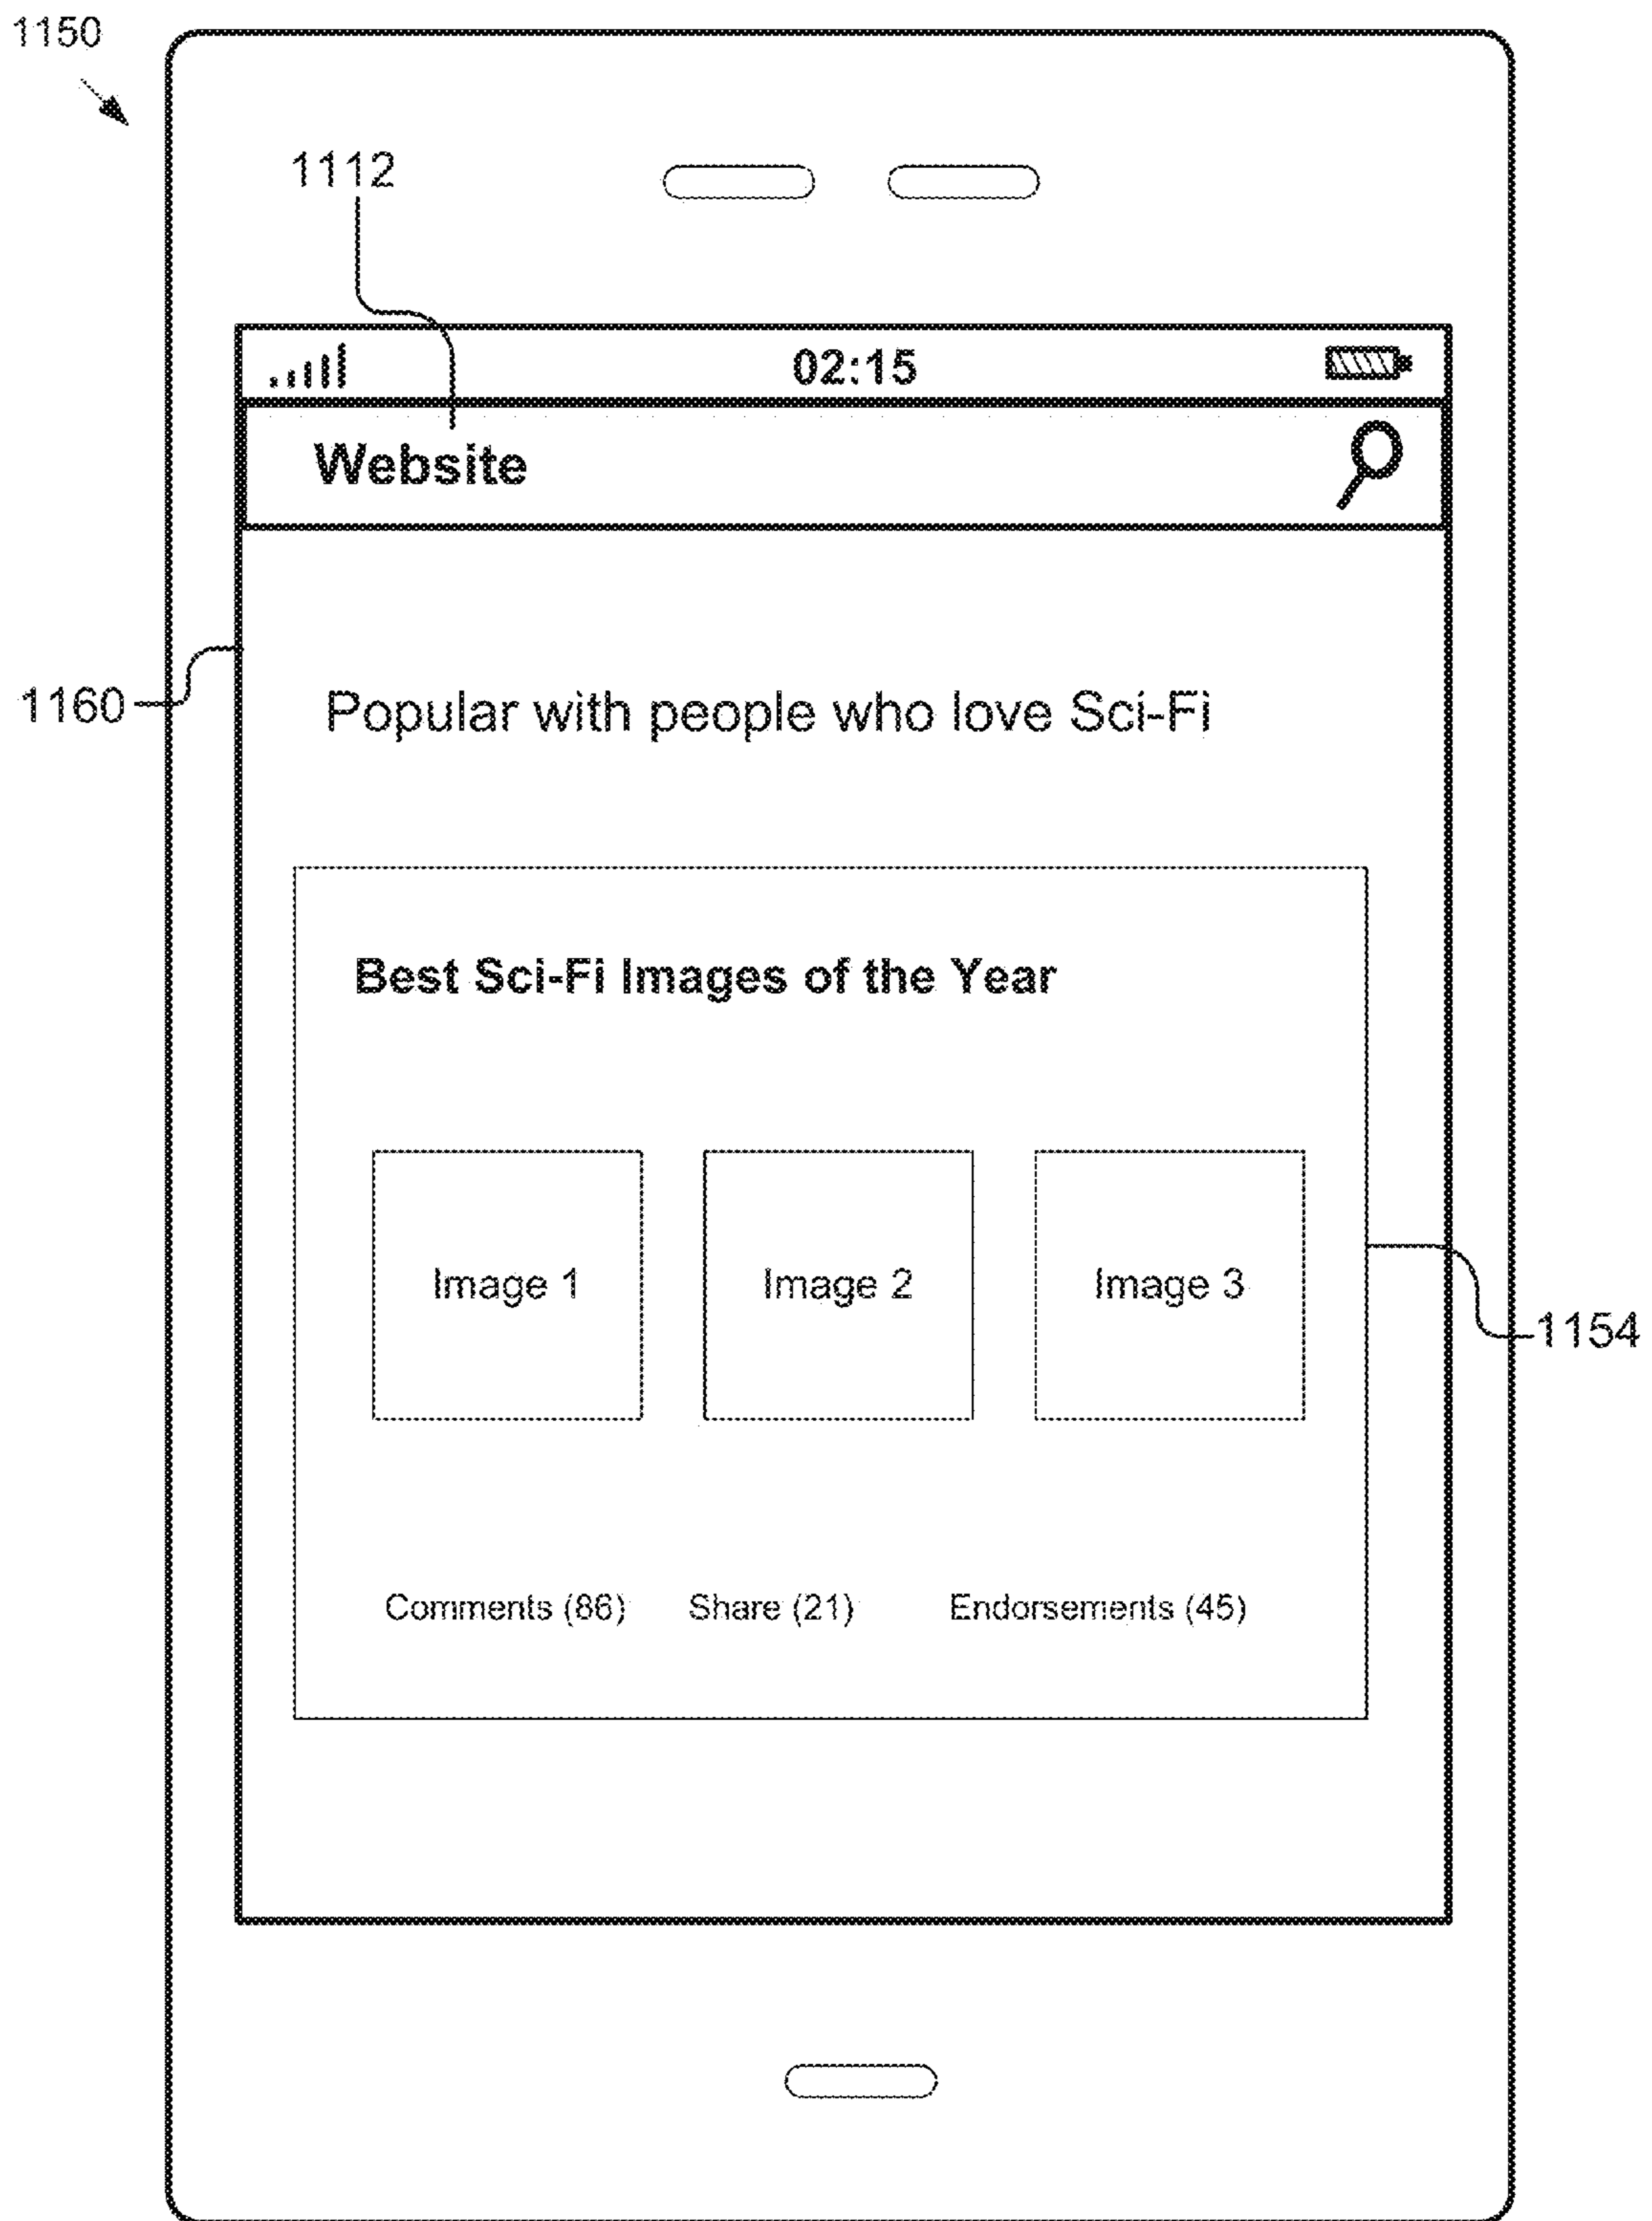 1150
1112
02:15
Website
1160
Popular with people who love Sci-Fi
Best Sci-Fi Images of the Year
Image 1 Image 2 Image 3
1154
Comments (86) Share (21) Endorsements (45)